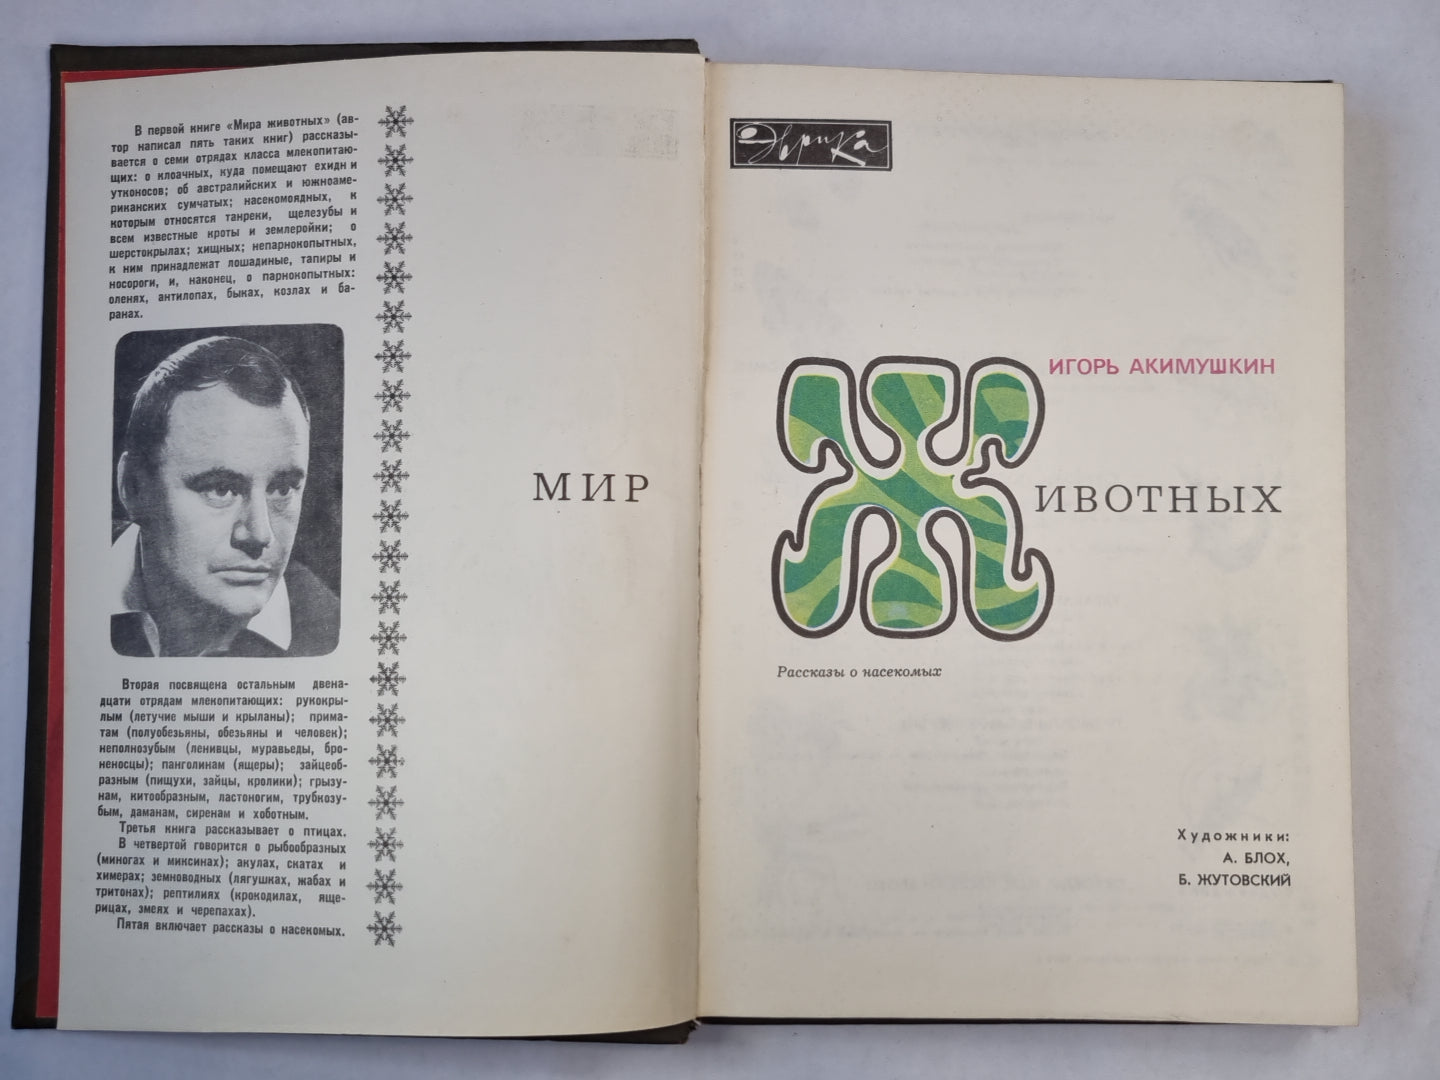 В первой книге «Мира животных» (ав-
тор написал пять таких книг) рассказы-
вается о семи отрядах класса млекопитаю-
щих: о клоачных, куда помещают ехидн и
утконосов; об австралийских и южноаме-
риканских сумчатых; насекомоядных, к
которым относятся танреки, щелезубы и
всем известные кроты и землеройки; о
шерстокрылах; хищных; непарнокопытных,
к ним принадлежат лошадиные, тапиры и
носороги, и, наконец, о парнокопытных:
оленях, антилопах, быках, козлах и ба-
ранах.
Вторая посвящена остальным двена-
дцати отрядам млекопитающих: рукокры-
лым (летучие мыши и крыланы); прима-
там (полуобезьяны, обезьяны и человек);
неполнозубым (ленивцы, муравьеды, бро-
неносцы); панголинам (ящеры); зайцеоб-
разным (пищухи, зайцы, кролики); грызу-
нам, китообразным, ластоногим, трубкозу-
бым, даманам, сиренам и хоботным.
Третья книга рассказывает о птицах.
В четвертой говорится о рыбообразных
(миногах и миксинах); акулах, скатах и
химерах; земноводных (лягушках, жабах и
тритонах); рептилиях (крокодилах, яще-
рицах, змеях и черепахах).
Пятая включает рассказы о насекомых.
Эврика
ИГОРЬ АКИМУШКИН
МИР ЖИВОТНЫХ
Рассказы о насекомых
Художники:
А. БЛОХ,
Б. ЖУТОВСКИЙ